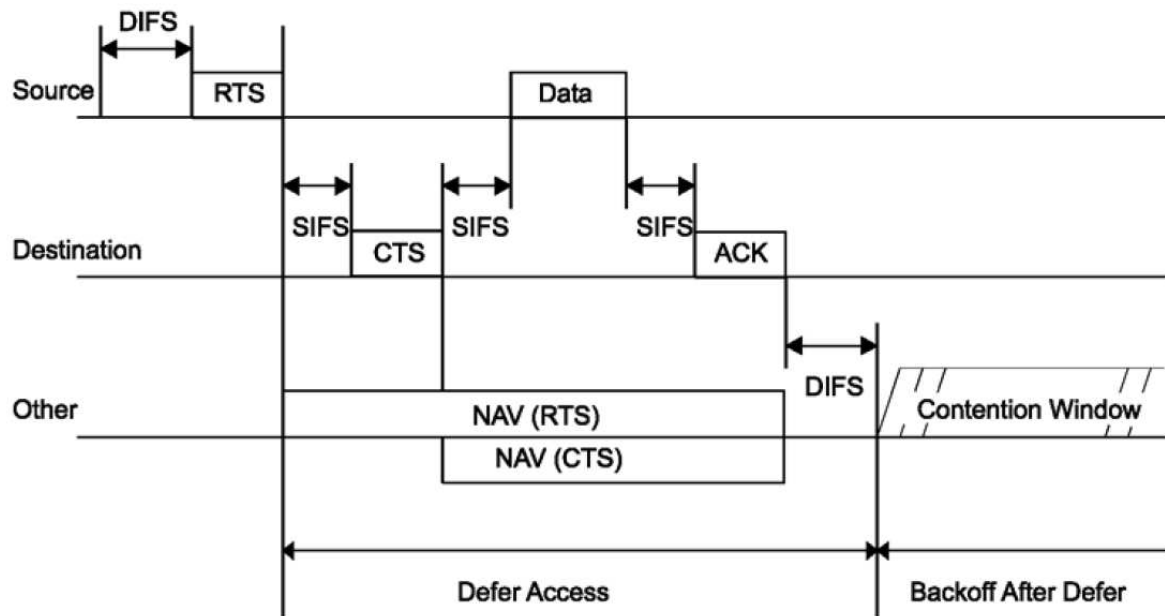 DIFS
Source
RTS
Data
SIFS
SIFS
SIFS
Destination
CTS
ACK
DIFS
Other
NAV (RTS)
Contention Window
NAV (CTS)
Defer Access
Backoff After Defer